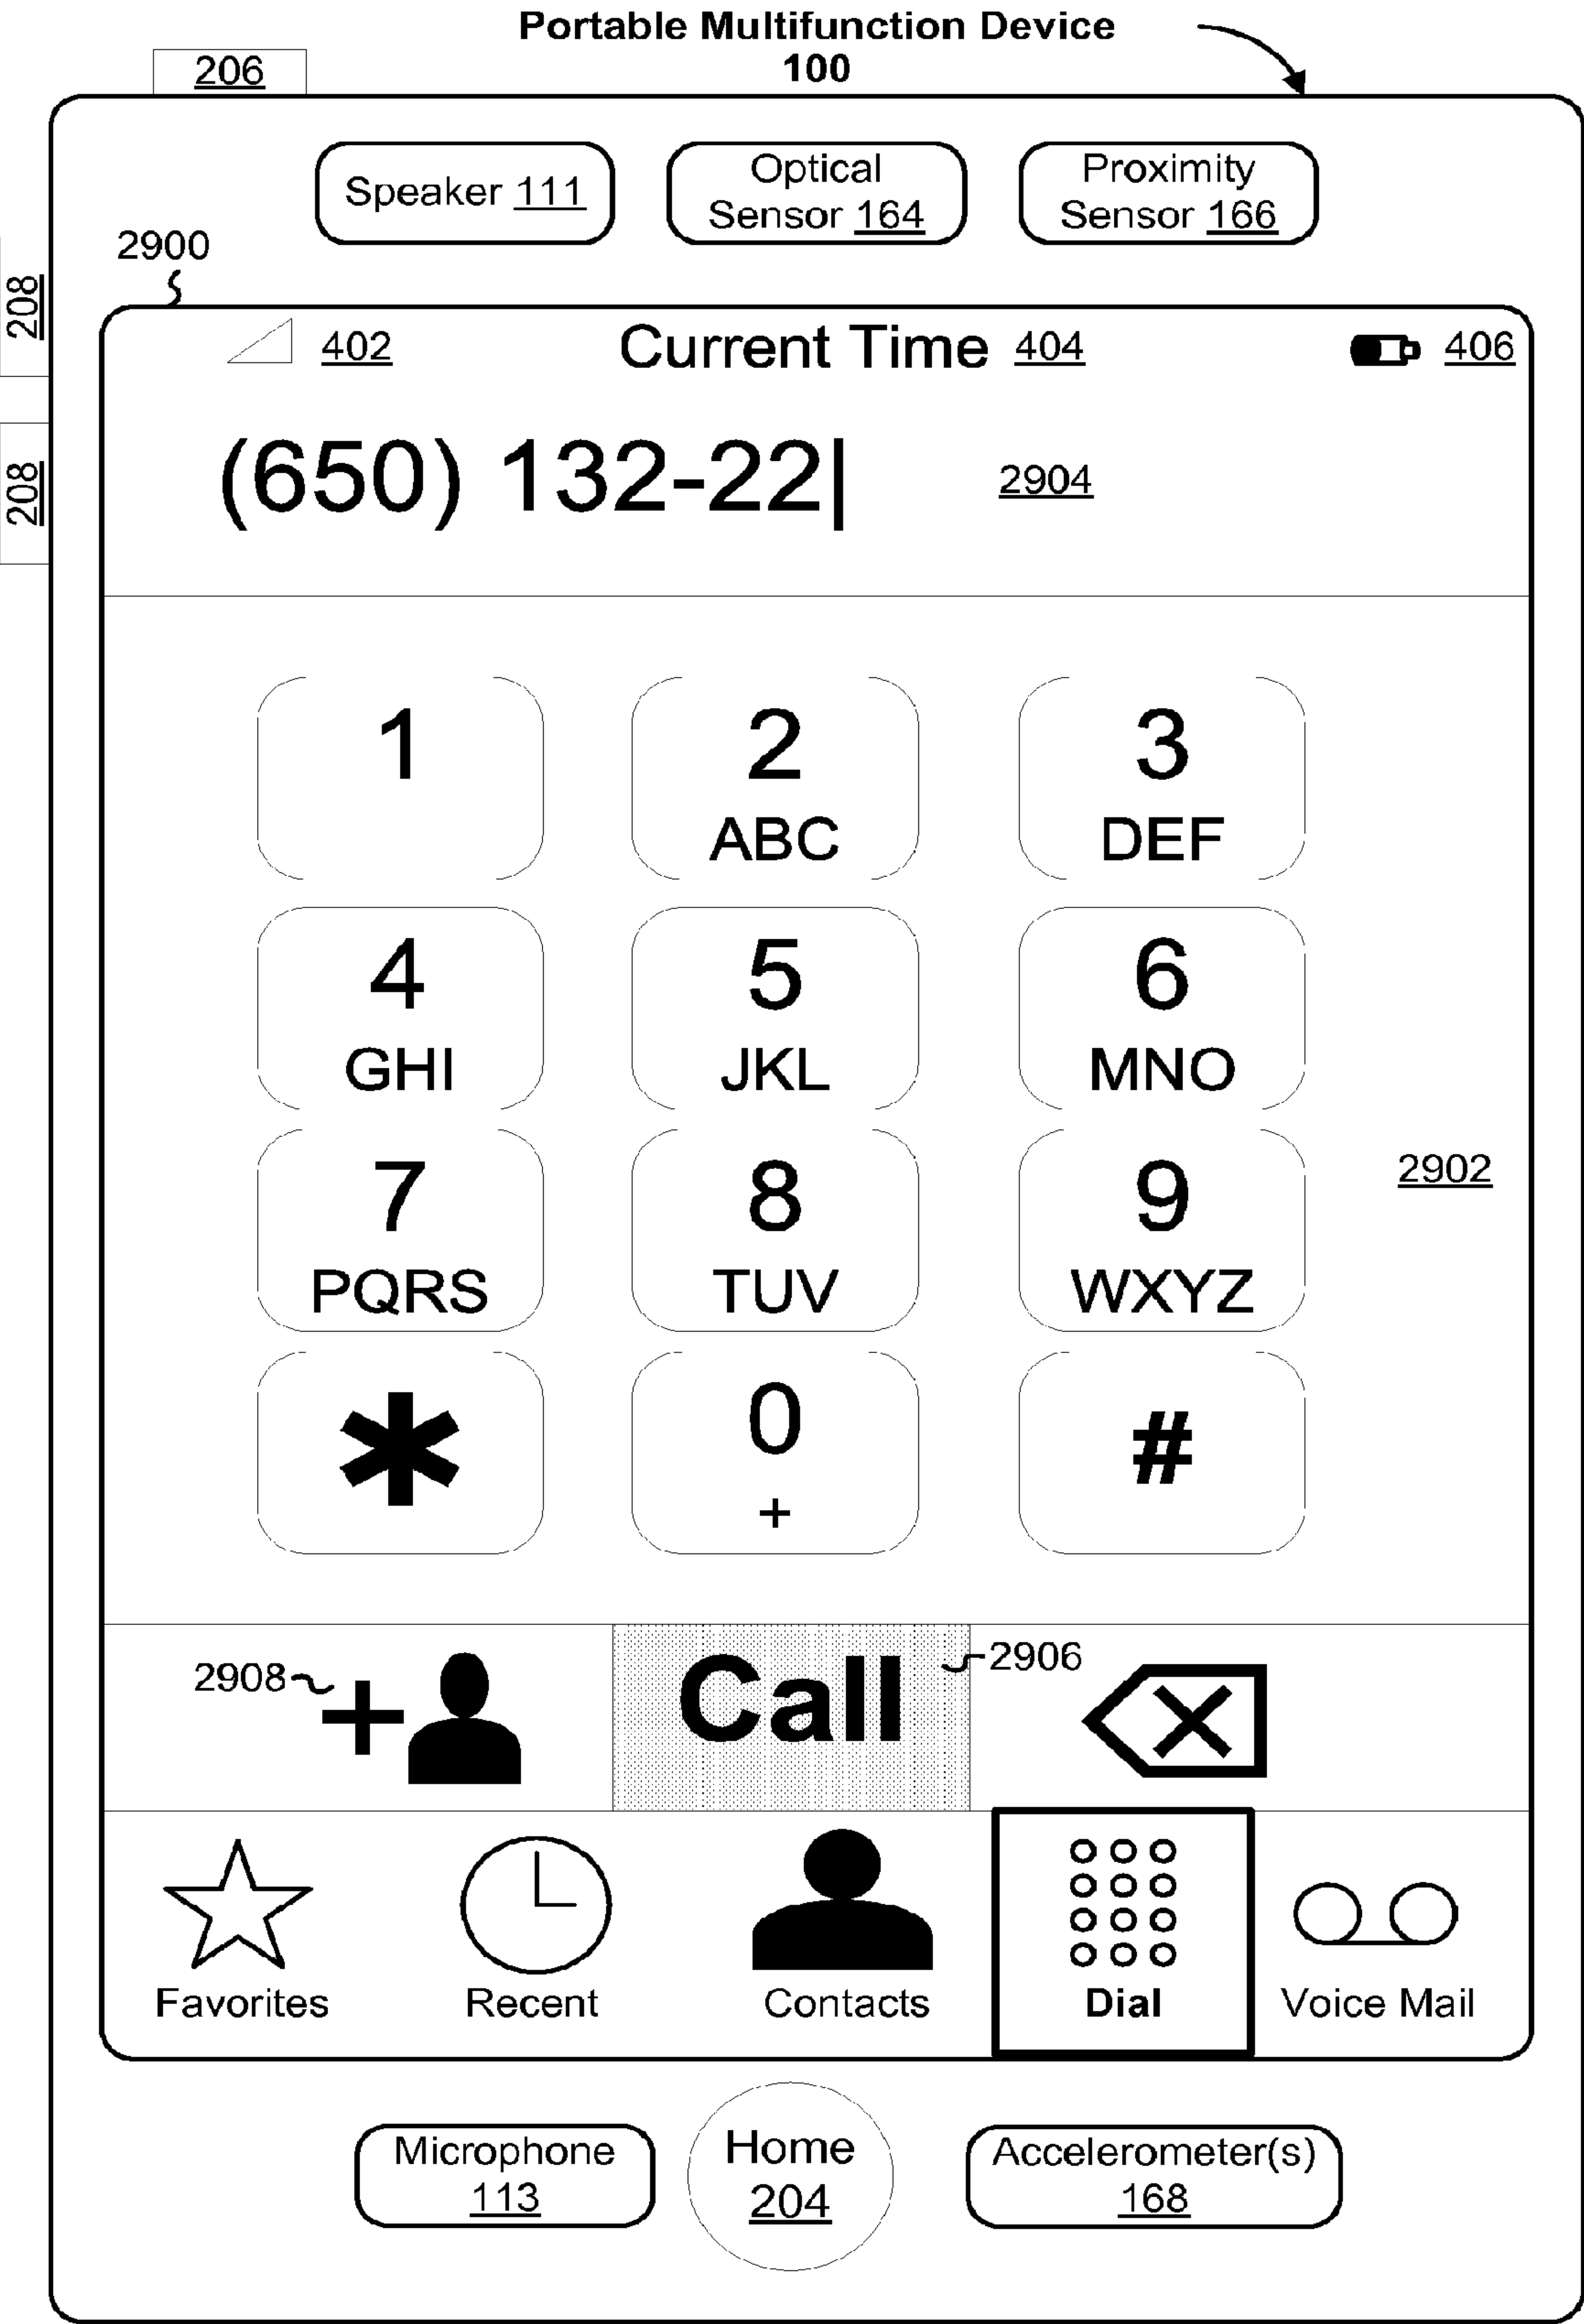 Portable Multifunction Device
100
206
Speaker 111
Optical
Sensor 164
Proximity
Sensor 166
2900
208
208
402
Current Time 404
406
(650) 132-22|
2904
1
2
ABC
3
DEF
4
GHI
5
JKL
6
MNO
7
PQRS
8
TUV
9
WXYZ
2902
*
0
+
#
2908
+
Call
2906
Favorites
Recent
Contacts
Dial
Voice Mail
Microphone
113
Home
204
Accelerometer(s)
168